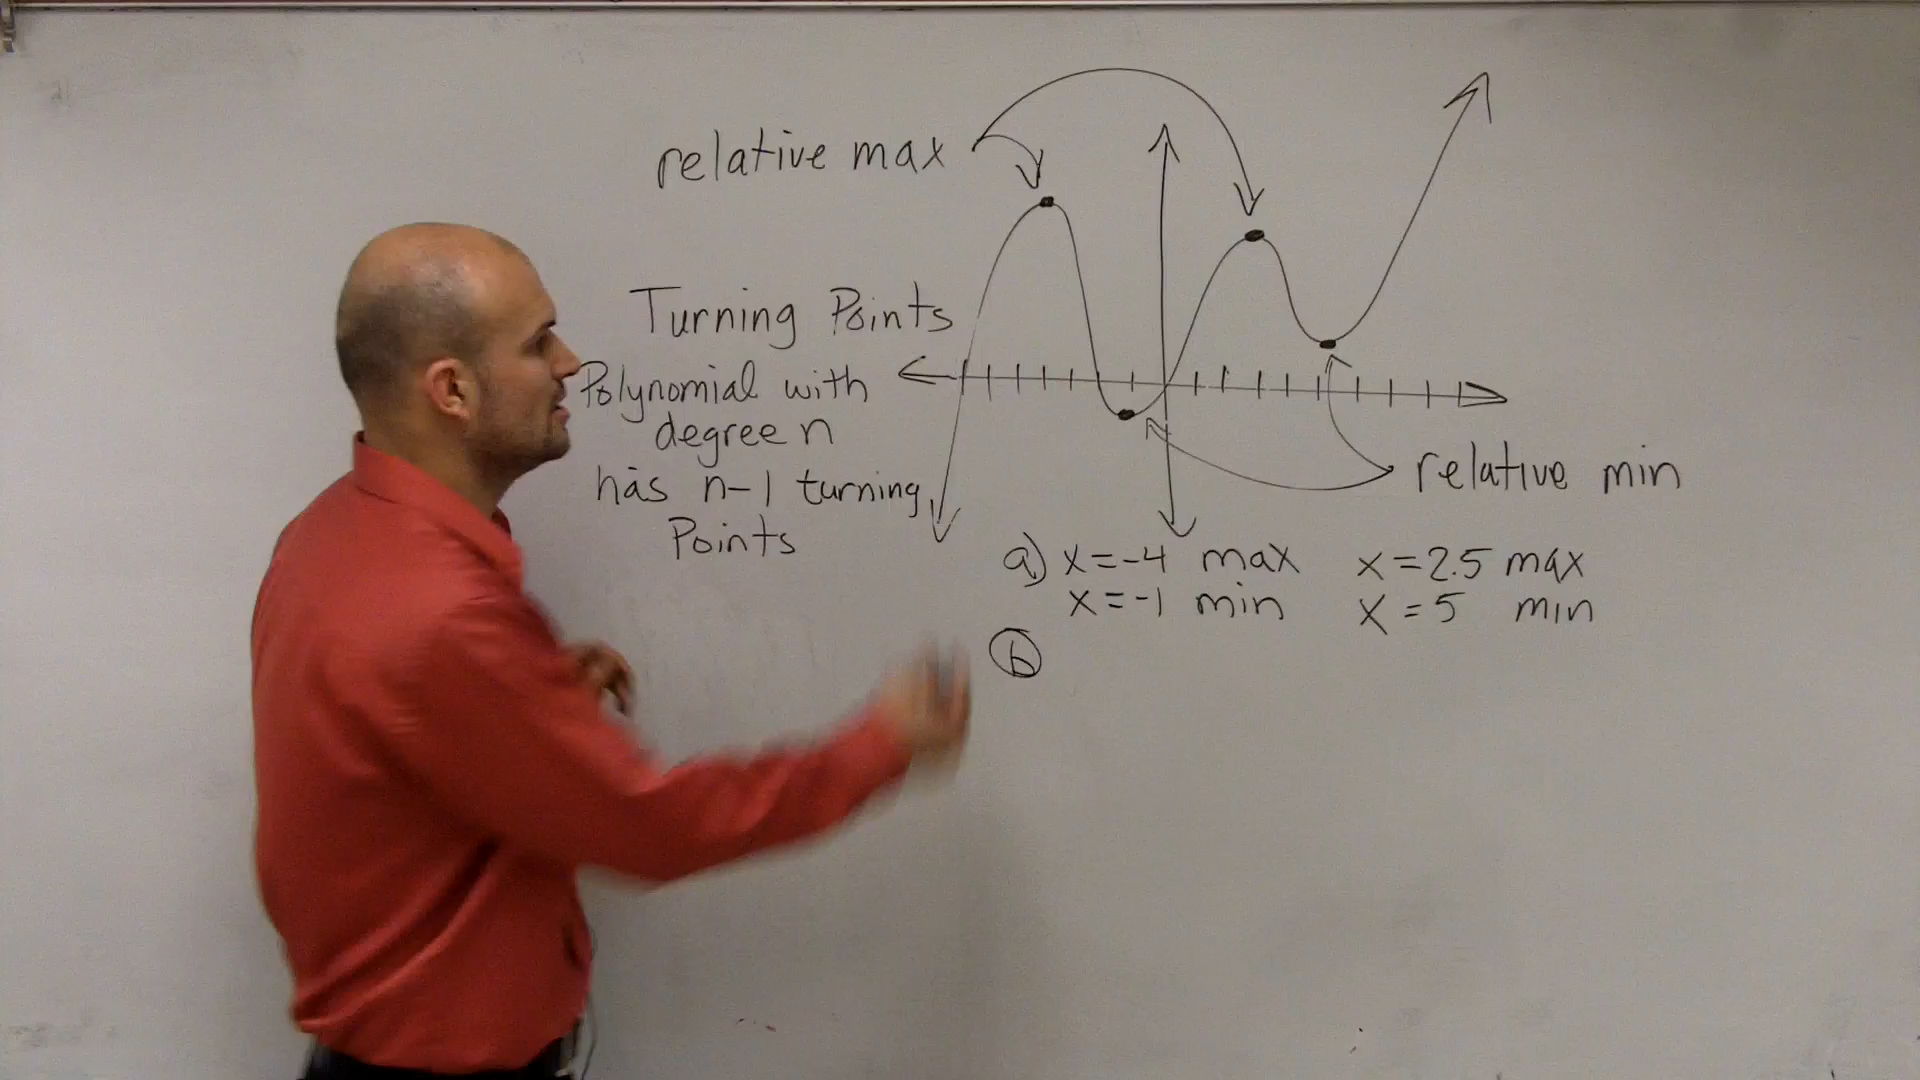 relative max
Turning Points
Polynomial with
degree n
has n-1 turning
Points
relative min
a) x=-4 max x=2.5 max
x=-1 min x=5 min
b